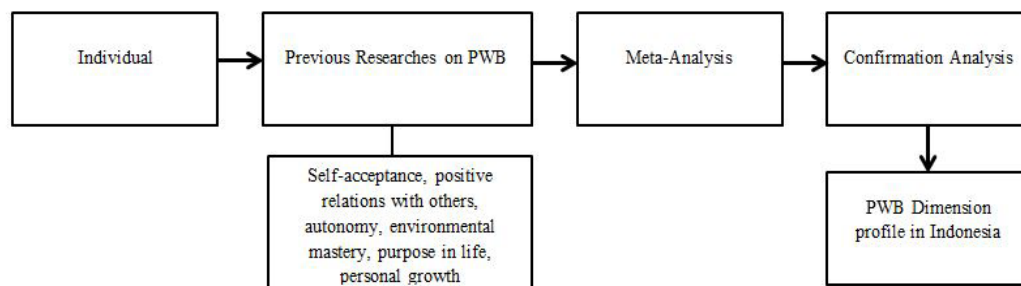 Individual
Previous Researches on PWB
Meta-Analysis
Confirmation Analysis
Self-acceptance, positive
relations with others,
autonomy, environmental
mastery, purpose in life,
personal growth
PWB Dimension
profile in Indonesia